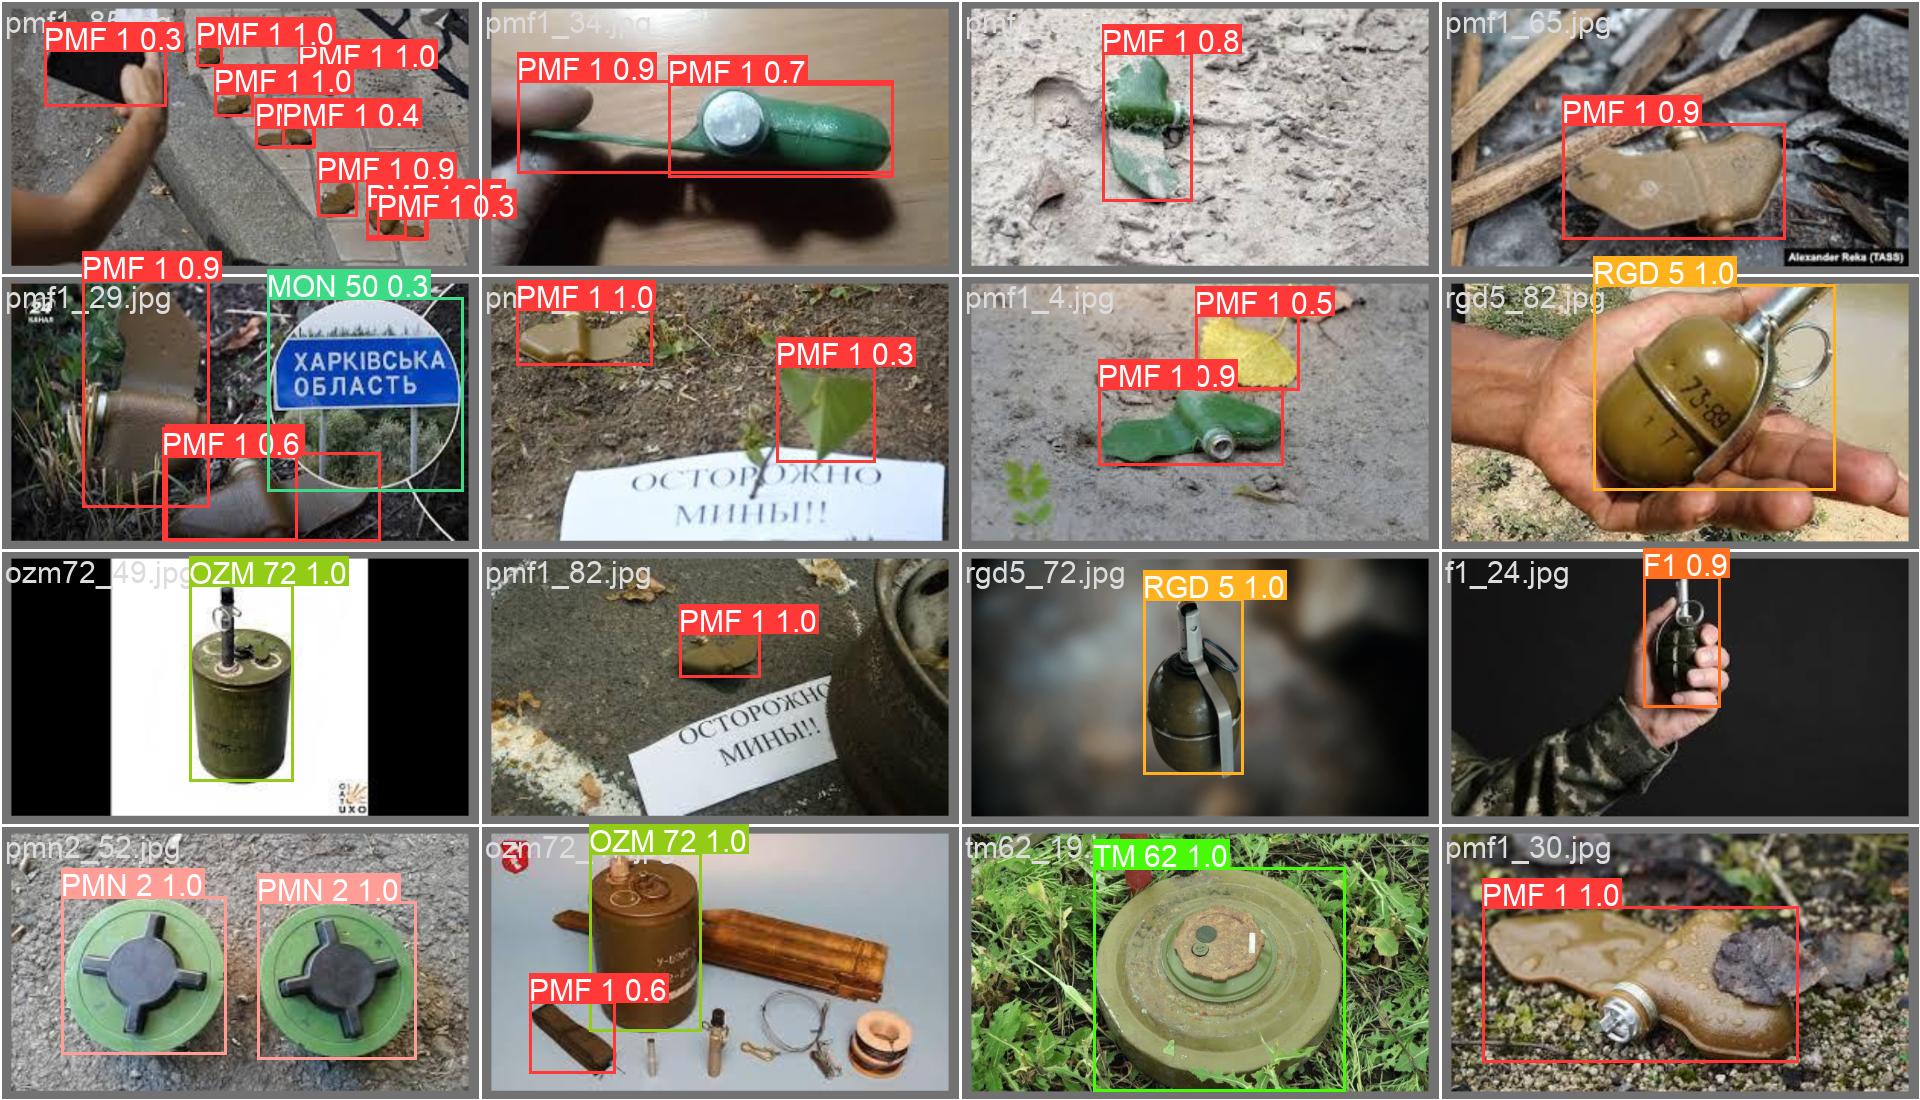 PMF 1 0.3
PMF 1 1.0
PMF 1 1.0
PMF 1 1.0
PMF 1 0.4
PMF 1 0.9
PMF 1 0.3
pmf1_34.jpg
PMF 1 0.9
PMF 1 0.7
PMF 1 0.8
pmf1_65.jpg
PMF 1 0.9
Alexander Reka (TASS)
pmf1_29.jpg
24
КАНАЛ
PMF 1 0.9
PMF 1 0.6
MON 50 0.3
ХАРКІВСЬКА
ОБЛАСТЬ
PMF 1 1.0
PMF 1 0.3
ОСТОРОЖНО
МИНЫ!!
pmf1_4.jpg
PMF 1 0.5
PMF 1 0.9
rgd5_82.jpg
RGD 5 1.0
73-89
1 T
ozm72_49.jpg
OZM 72 1.0
pmf1_82.jpg
PMF 1 1.0
ОСТОРОЖНО
МИНЫ!!
rgd5_72.jpg
RGD 5 1.0
f1_24.jpg
F1 0.9
pmn2_52.jpg
PMN 2 1.0
PMN 2 1.0
OZM 72 1.0
PMF 1 0.6
tm62_19
TM 62 1.0
pmf1_30.jpg
PMF 1 1.0